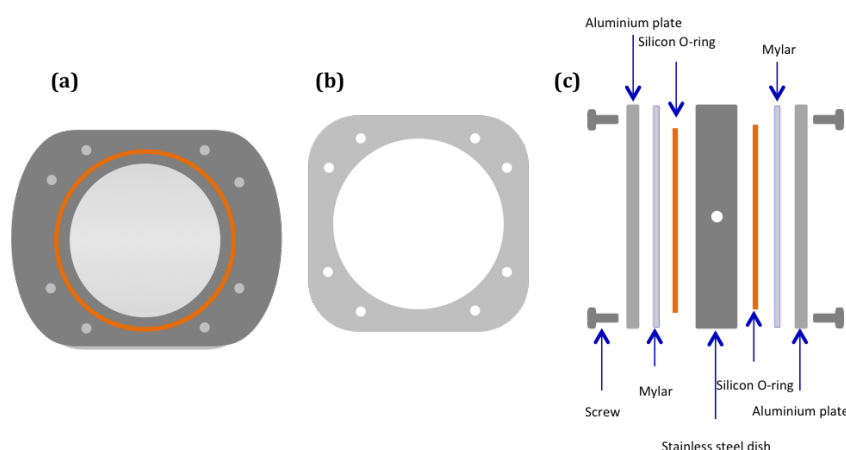 Aluminium plate
Silicon O-ring
Mylar
(a)
(b)
(c)
Silicon O-ring
Mylar
Screw
Aluminium plate
Stainless steel dish